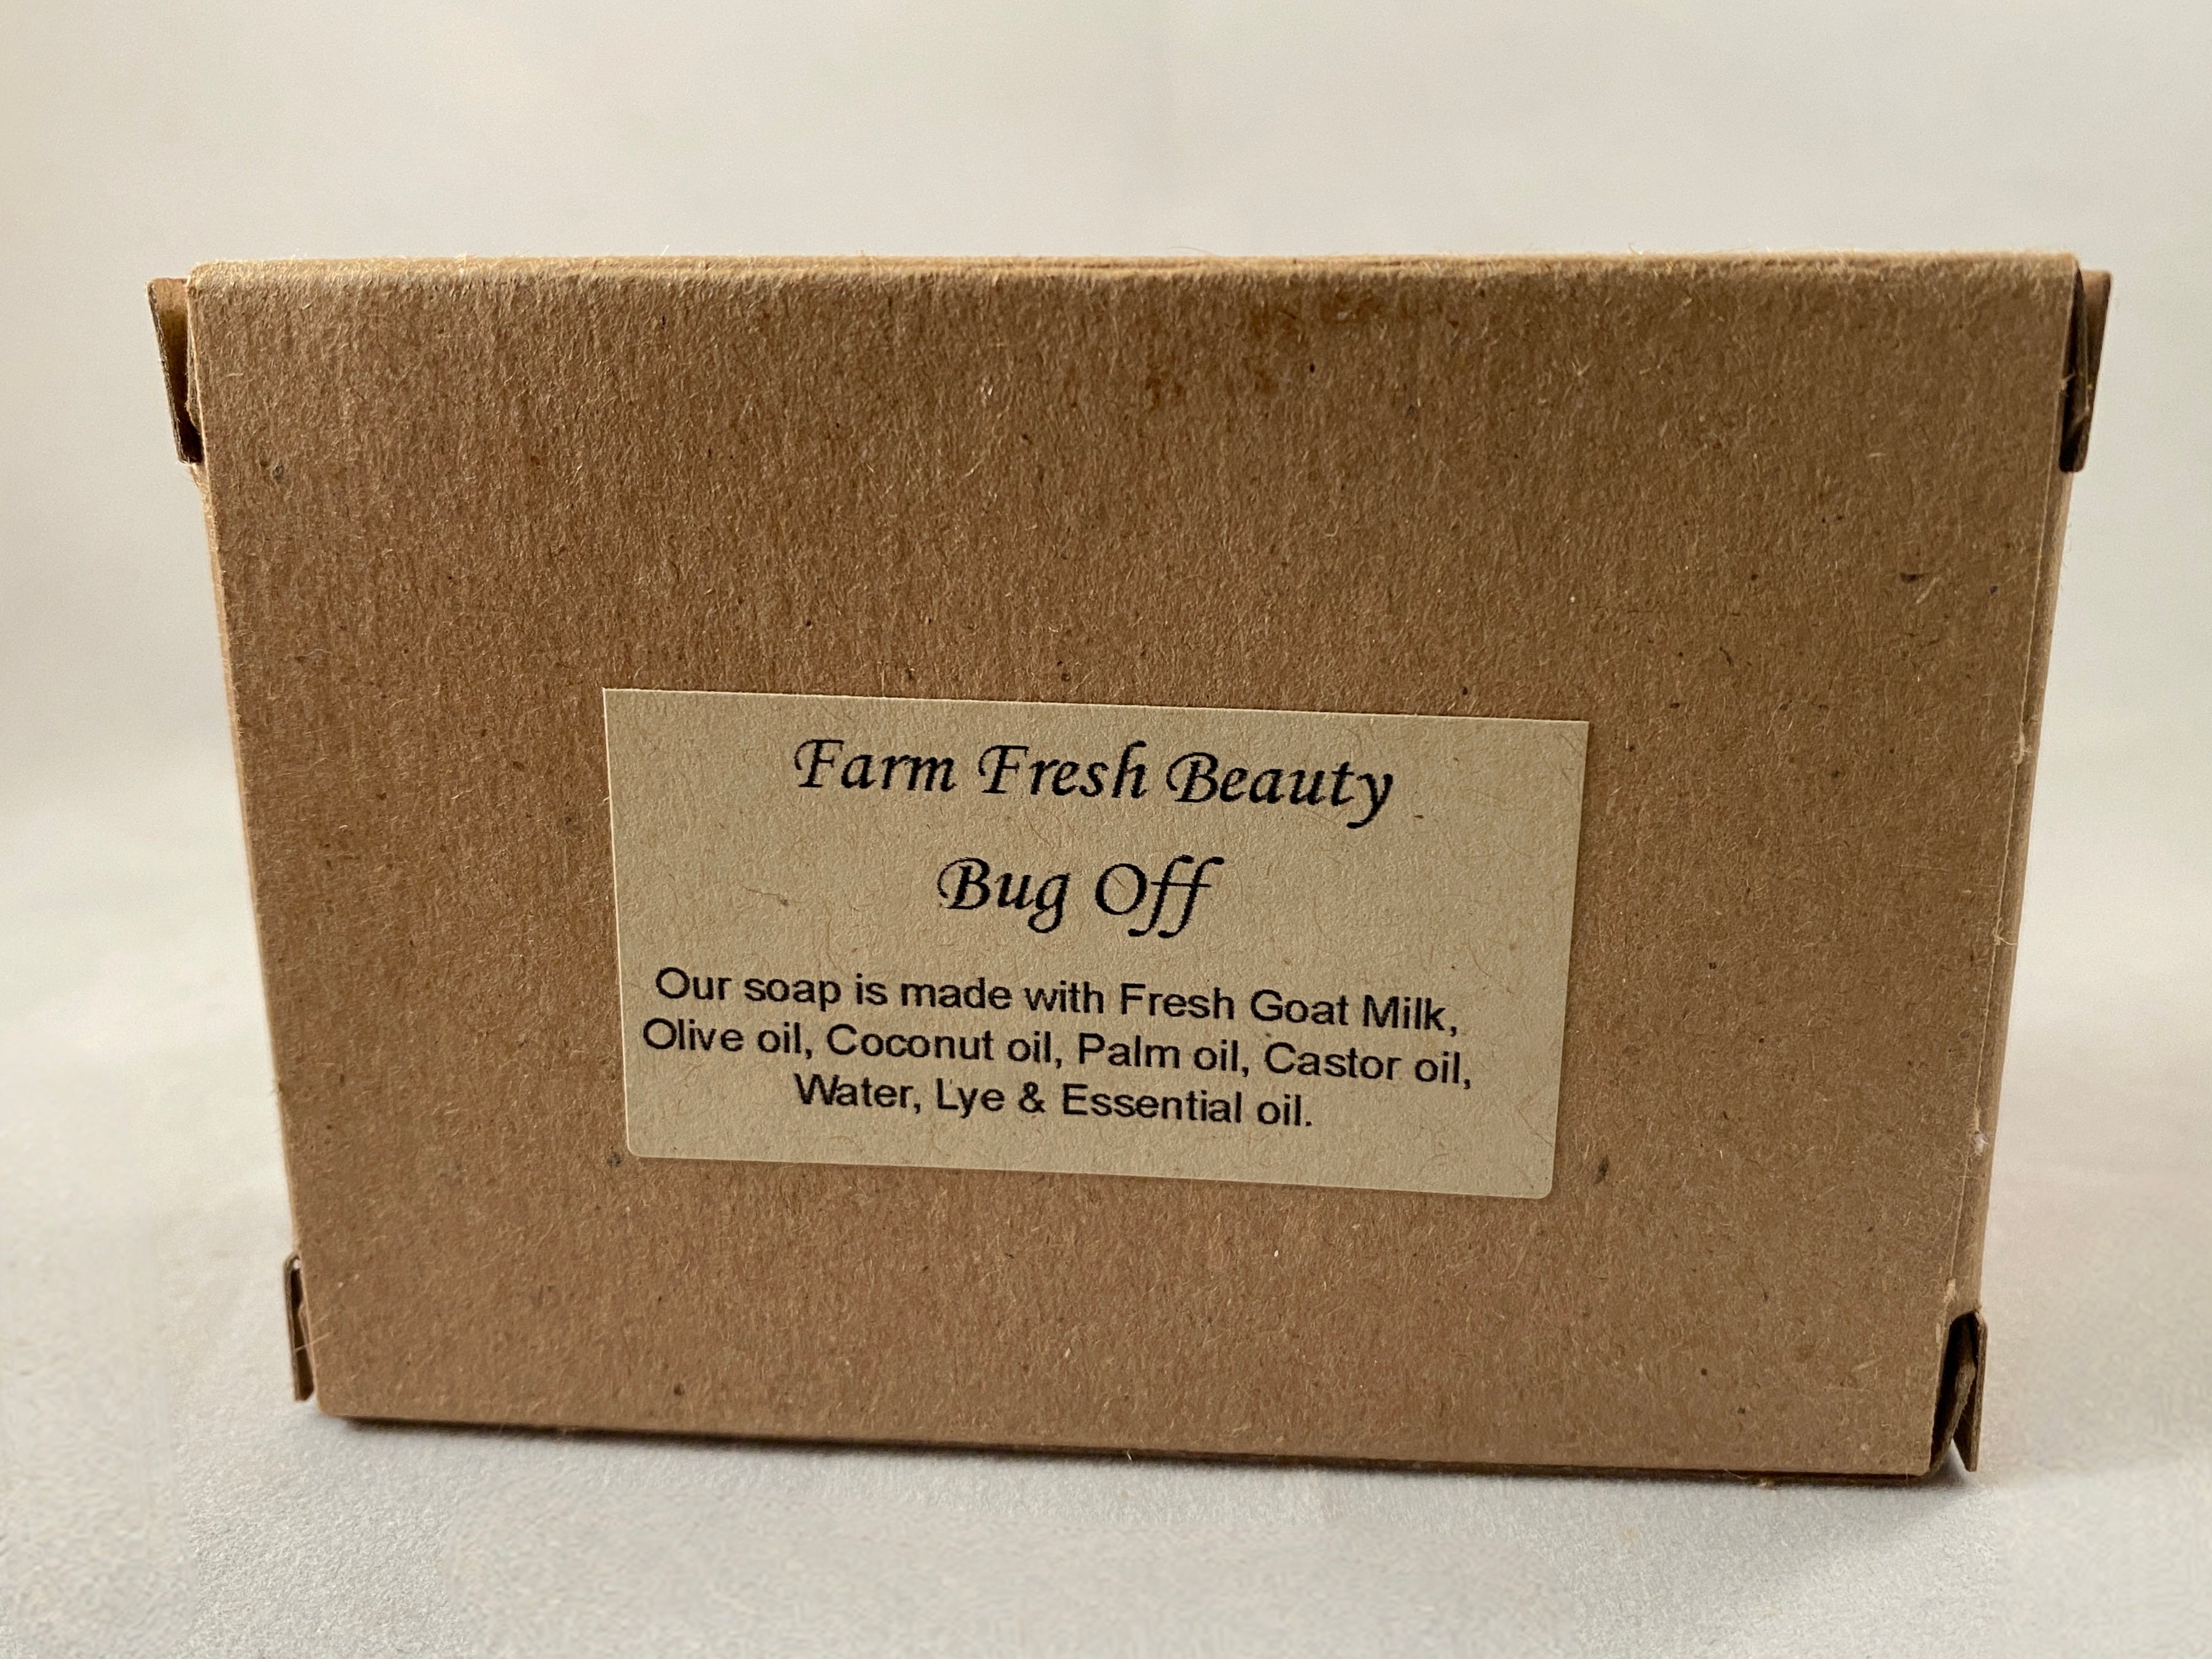 Farm Fresh Beauty
Bug Off
Our soap is made with Fresh Goat Milk,
Olive oil, Coconut oil, Palm oil, Castor oil,
Water, Lye & Essential oil.